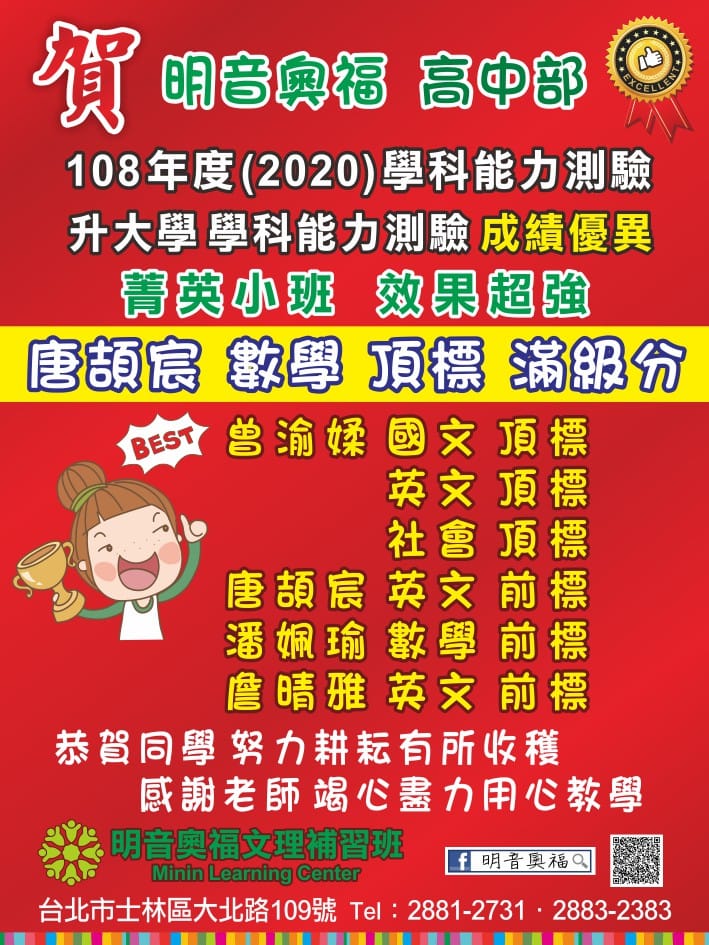 賀 明音奧福 高中部
EXCELLENT
108年度(2020)學科能力測驗
升大學 學科能力測驗 成績優異
菁英小班 效果超強
唐頡宸 數學 頂標 滿級分
BEST
曾渝媃 國文 頂標
英文 頂標
社會 頂標
唐頡宸 英文 前標
潘姵瑜 數學 前標
詹晴雅 英文 前標
恭賀同學 努力耕耘有所收穫
感謝老師 竭心盡力用心教學
明音奧福文理補習班
Minin Learning Center
f 明音奧福
台北市士林區大北路109號 Tel：2881-2731．2883-2383